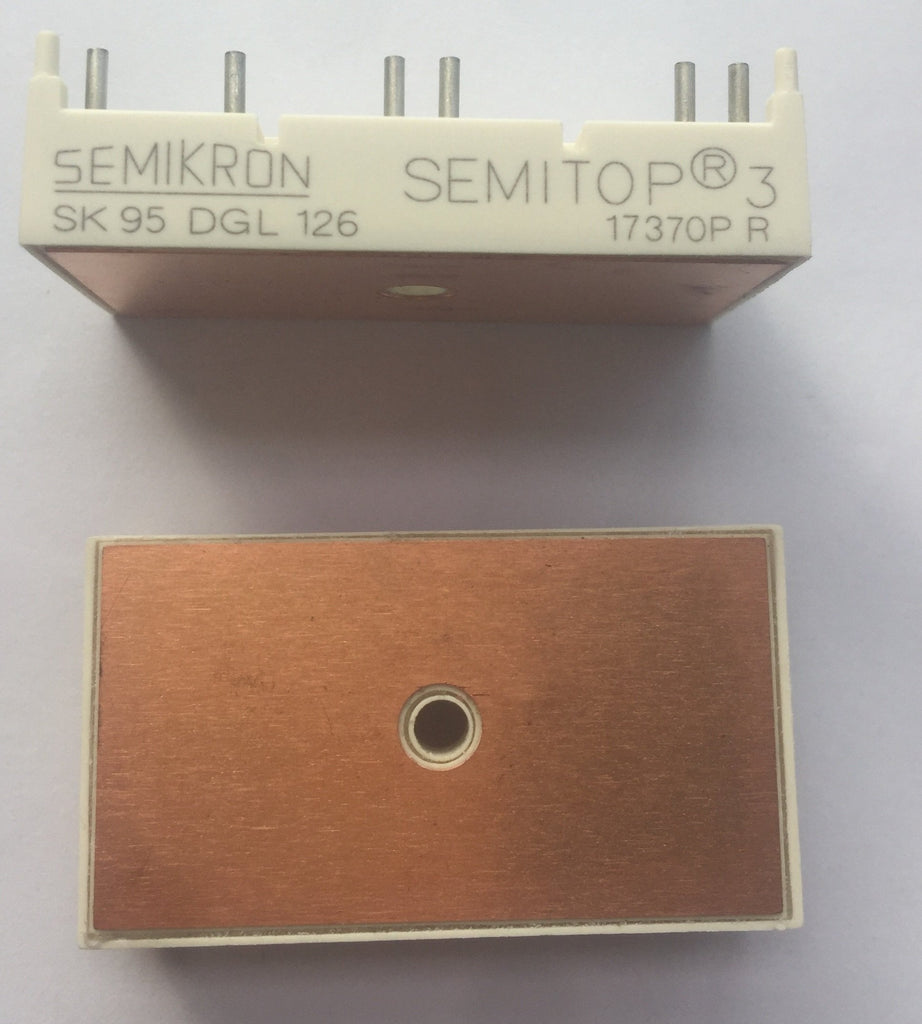 SEMIKRON SEMITOP® 3
SK 95 DGL 126 17370P R